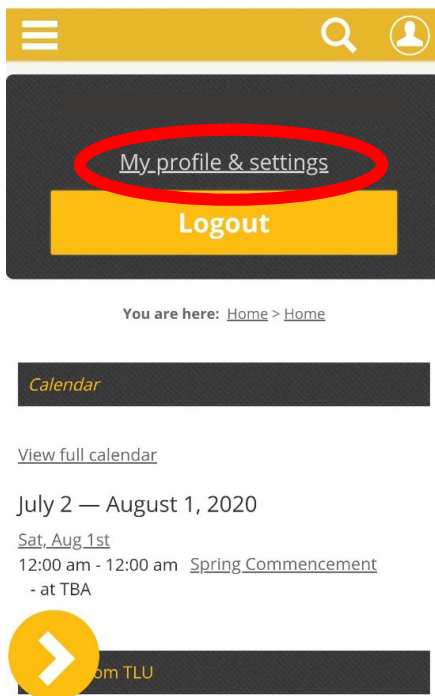 My profile & settings
Logout
You are here: Home > Home
Calendar
View full calendar
July 2 — August 1, 2020
Sat, Aug 1st
12:00 am - 12:00 am Spring Commencement
- at TBA
TLU